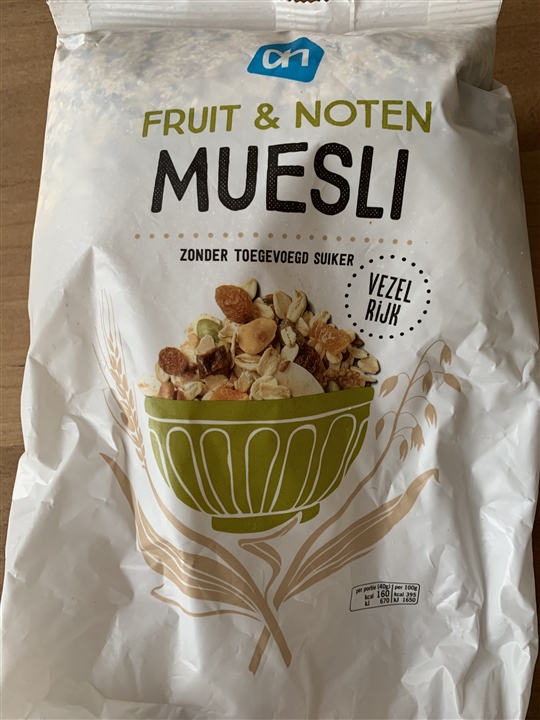 ah
FRUIT & NOTEN
MUESLI
ZONDER TOEGEVOEGD SUIKER
VEZEL
RIJK
per portie (40g) per 100g
kcal 160 kcal 395
kJ 670 kJ 1650